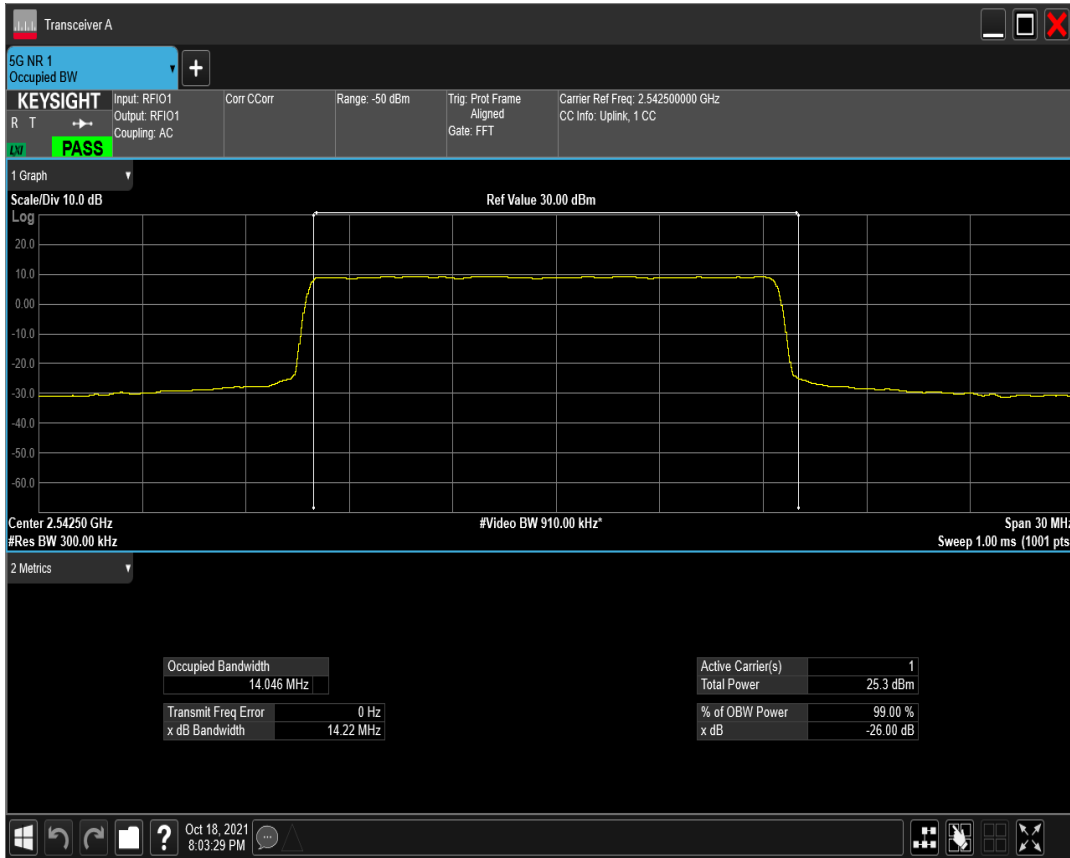 Transceiver A
5G NR 1
Occupied BW
KEYSIGHT
R T
LXI
PASS
Input: RFIO1
Output: RFIO1
Coupling: AC
Corr CCorr
Range: -50 dBm
Trig: Prot Frame
Aligned
Gate: FFT
Carrier Ref Freq: 2.542500000 GHz
CC Info: Uplink, 1 CC
1 Graph
Scale/Div 10.0 dB
Ref Value 30.00 dBm
Log
20.0
10.0
0.00
-10.0
-20.0
-30.0
-40.0
-50.0
-60.0
Center 2.54250 GHz
#Video BW 910.00 kHz*
Span 30 MHz
#Res BW 300.00 kHz
Sweep 1.00 ms (1001 pts
2 Metrics
Occupied Bandwidth
14.046 MHz
Transmit Freq Error 0 Hz
x dB Bandwidth 14.22 MHz
Active Carrier(s) 1
Total Power 25.3 dBm
% of OBW Power 99.00 %
x dB -26.00 dB
?
Oct 18, 2021
8:03:29 PM